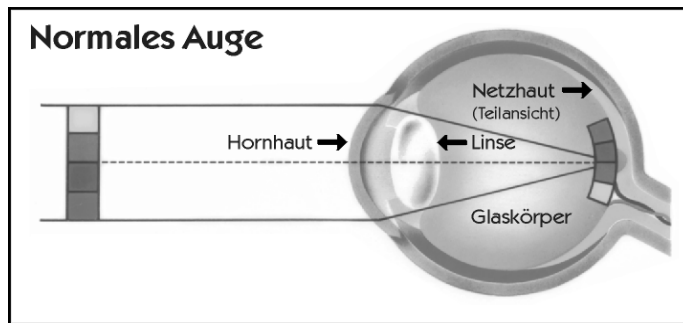 Normales Auge
Netzhaut
(Teilansicht)
Hornhaut
Linse
Glaskörper